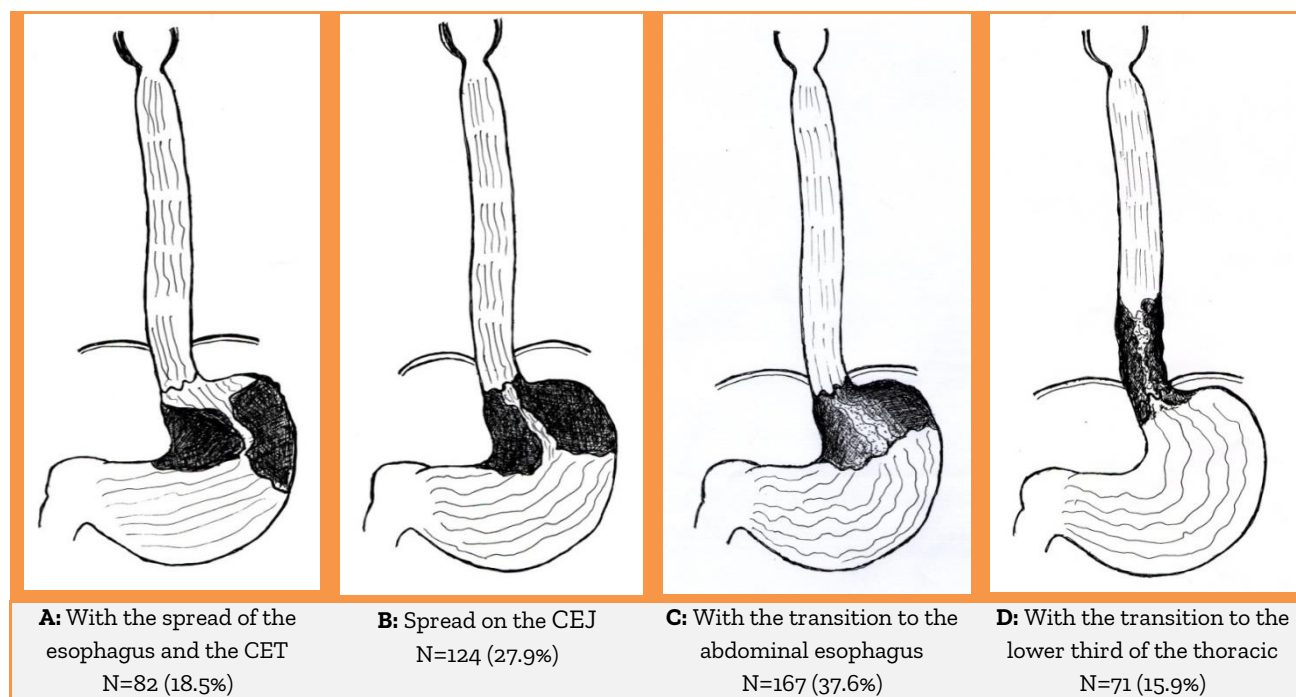 A: With the spread of the
esophagus and the CET
N=82 (18.5%)
B: Spread on the CEJ
N=124 (27.9%)
C: With the transition to the
abdominal esophagus
N=167 (37.6%)
D: With the transition to the
lower third of the thoracic
N=71 (15.9%)